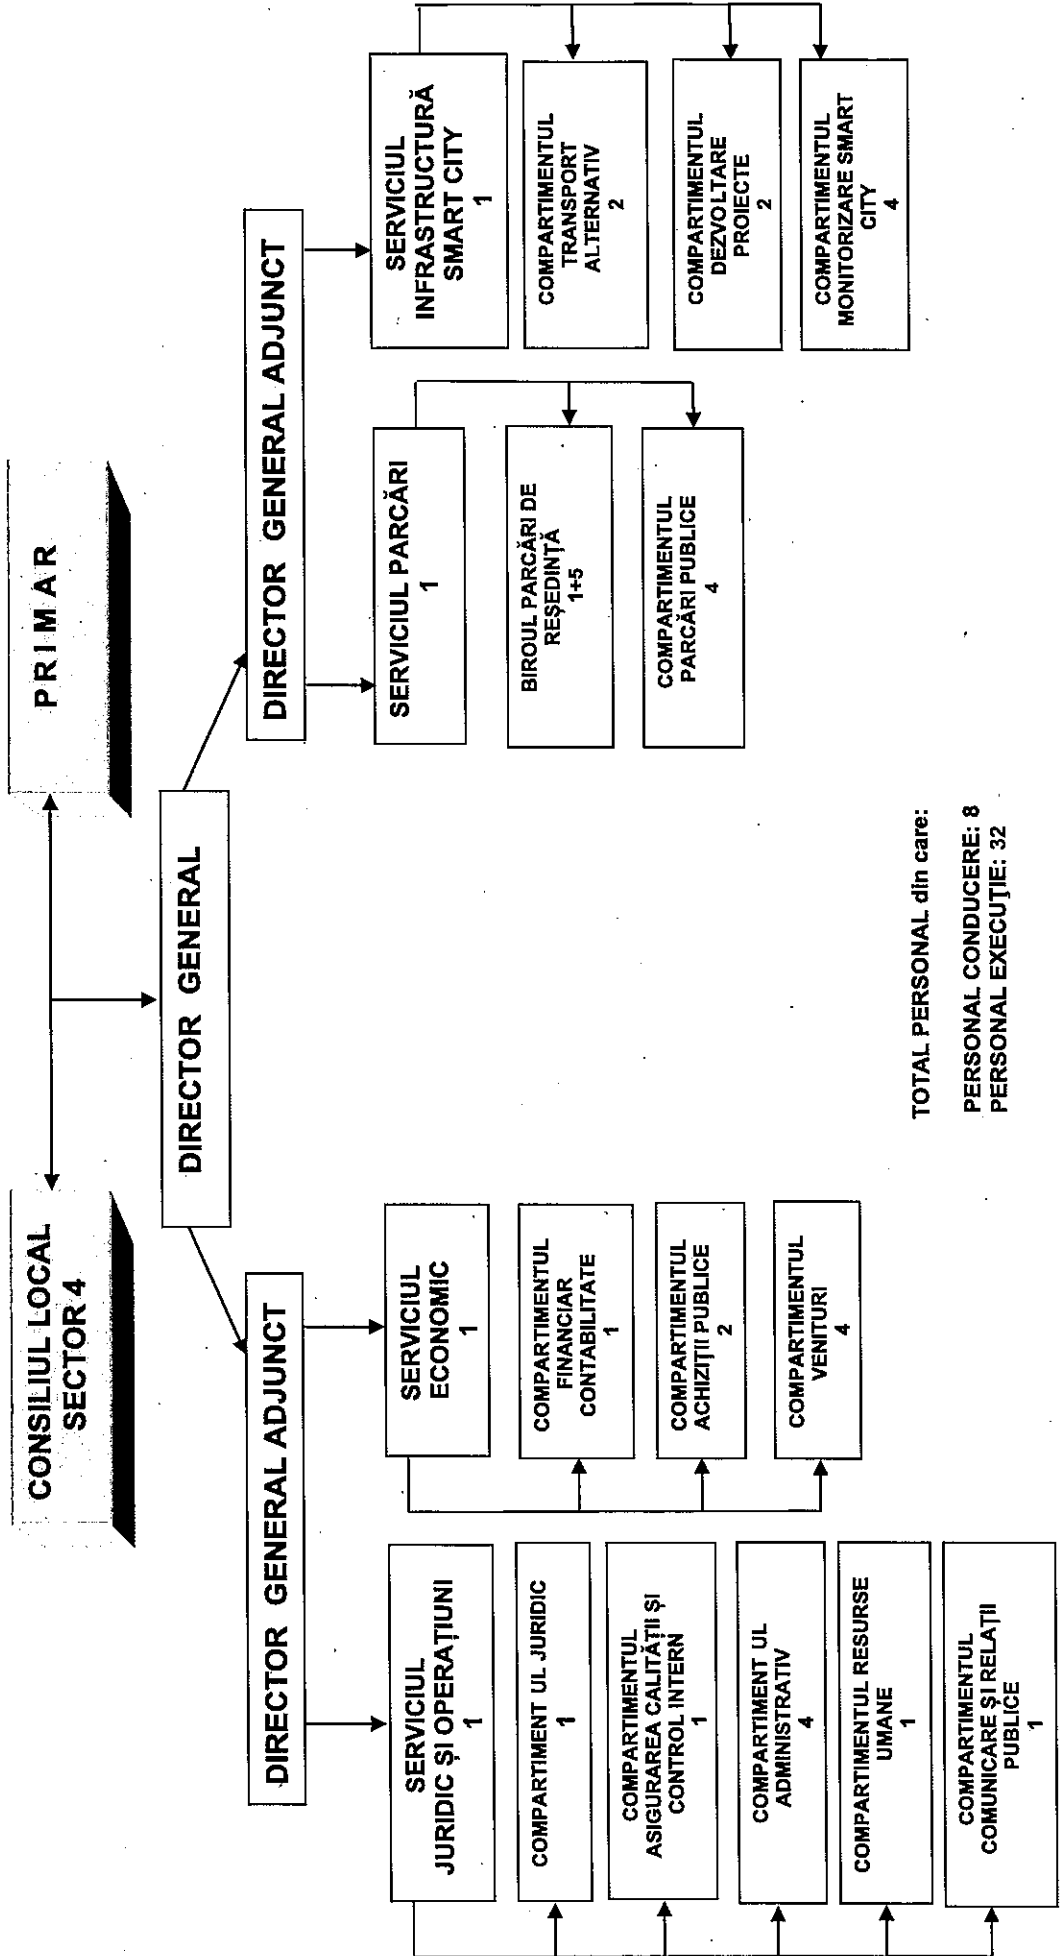 CONSILIUL LOCAL
SECTOR 4
PRIMAR
DIRECTOR GENERAL
DIRECTOR GENERAL ADJUNCT
DIRECTOR GENERAL ADJUNCT
SERVICIUL
JURIDIC ȘI OPERAȚIUNI
1
COMPARTIMENT UL JURIDIC
1
COMPARTIMENTUL
ASIGURAREA CALITĂȚII ȘI
CONTROL INTERN
1
COMPARTIMENT UL
ADMINISTRATIV
4
COMPARTIMENTUL RESURSE
UMANE
1
COMPARTIMENTUL
COMUNICARE ȘI RELAȚII
PUBLICE
1
SERVICIUL
ECONOMIC
1
COMPARTIMENTUL
FINANCIAR
CONTABILITATE
1
COMPARTIMENTUL
ACHIZIȚII PUBLICE
2
COMPARTIMENTUL
VENITURI
4
SERVICIUL PARCĂRI
1
BIROUL PARCĂRI DE
REȘEDINȚĂ
1+5
COMPARTIMENTUL
PARCĂRI PUBLICE
4
SERVICIUL
INFRASTRUCTURĂ
SMART CITY
1
COMPARTIMENTUL
TRANSPORT
ALTERNATIV
2
COMPARTIMENTUL
DEZVOLTARE
PROIECTE
2
COMPARTIMENTUL
MONITORIZARE SMART
CITY
4
TOTAL PERSONAL din care:
PERSONAL CONDUCERE: 8
PERSONAL EXECUȚIE: 32